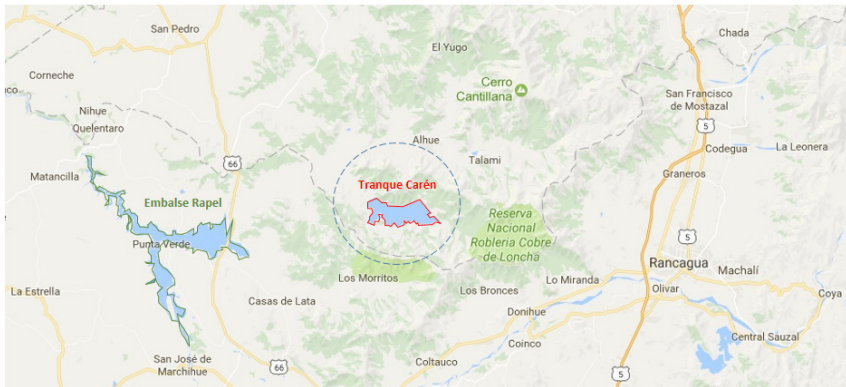 San Pedro
Chada
El Yugo
Corneche
Cerro
Cantillana
San Francisco
de Mostazal
Nihue
Quelentaro
5
Alhue
Codegua
La Leonera
66
Talami
Matancilla
Graneros
Tranque Carén
Embalse Rapel
Reserva
Nacional
Robleria Cobre
de Loncha
5
Punta Verde
Rancagua
Machalí
Los Morritos
Lo Miranda
La Estrella
Los Bronces
Olivar
Coya
Casas de Lata
Donihue
Central Sauzal
Coinco
San José de
Marchihue
66
Coltauco
5